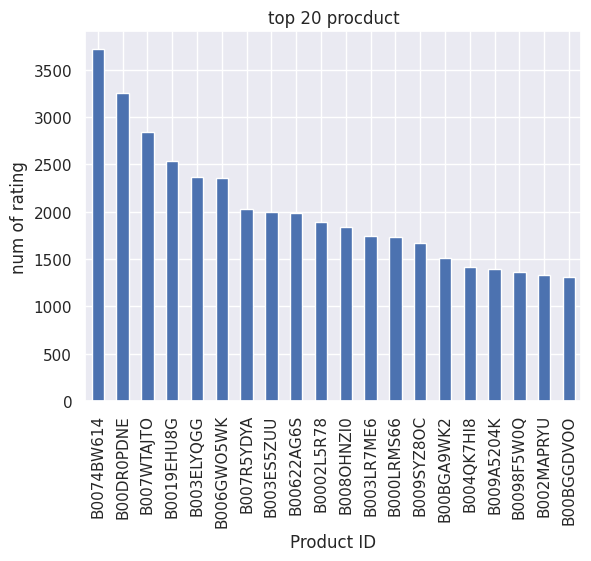 top 20 procduct
num of rating
3500
3000
2500
2000
1500
1000
500
0
B0074BW614
B00DR0PDNE
B007WTAJTO
B0019EHU8G
B003ELYQGG
B006GWO5WK
B007R5YDYA
B003ES5ZUU
B00622AG6S
B0002L5R78
B008OHNZI0
B003LR7ME6
B000LRMS66
B009SYZ8OC
B00BGA9WK2
B004QK7HI8
B009A5204K
B0098F5W0Q
B002MAPRYU
B00BGGDVOO
Product ID